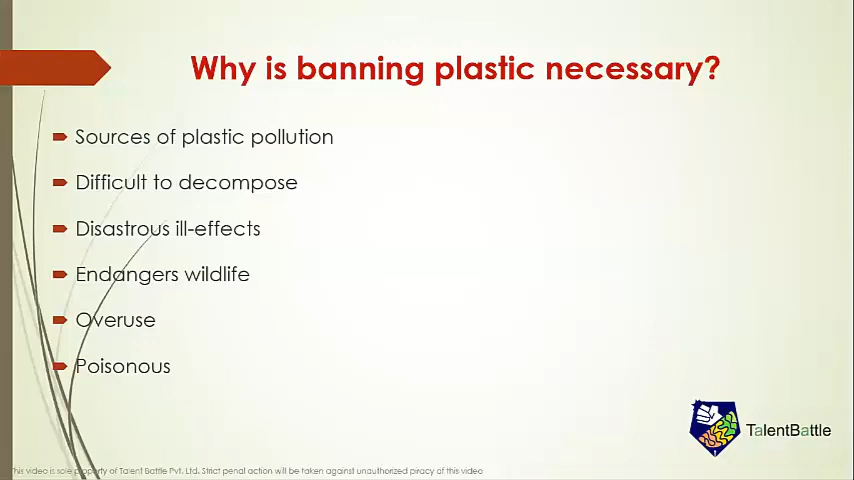 Why is banning plastic necessary?
Sources of plastic pollution
Difficult to decompose
Disastrous ill-effects
Endangers wildlife
Overuse
Poisonous
TalentBattle
This video is sole property of Talent Battle Pvt. Ltd. Strict penal action will be taken against unauthorized piracy of this video